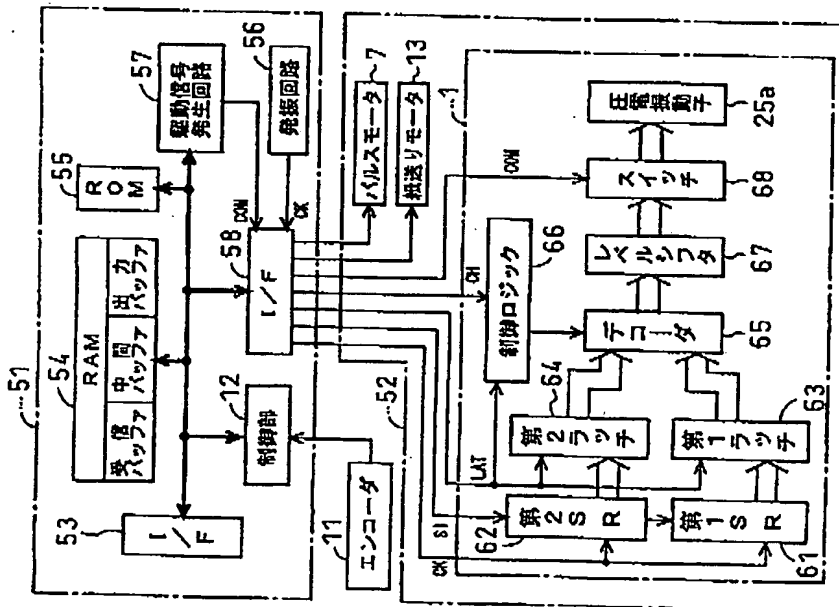 51
53
I/F
54
RAM
受信バッファ
中間バッファ
出力バッファ
55
ROM
57
駆動信号
発生回路
56
発振回路
12
制御部
58
I/F
COM
CK
11
エンコーダ
52
7
パルスモータ
13
紙送りモータ
1
CK
SI
LAT
CH
COM
62
第2SR
61
第1SR
64
第2ラッチ
63
第1ラッチ
制御ロジック
66
デコーダ
65
レベルシフタ
67
スイッチ
68
圧電振動子
25a